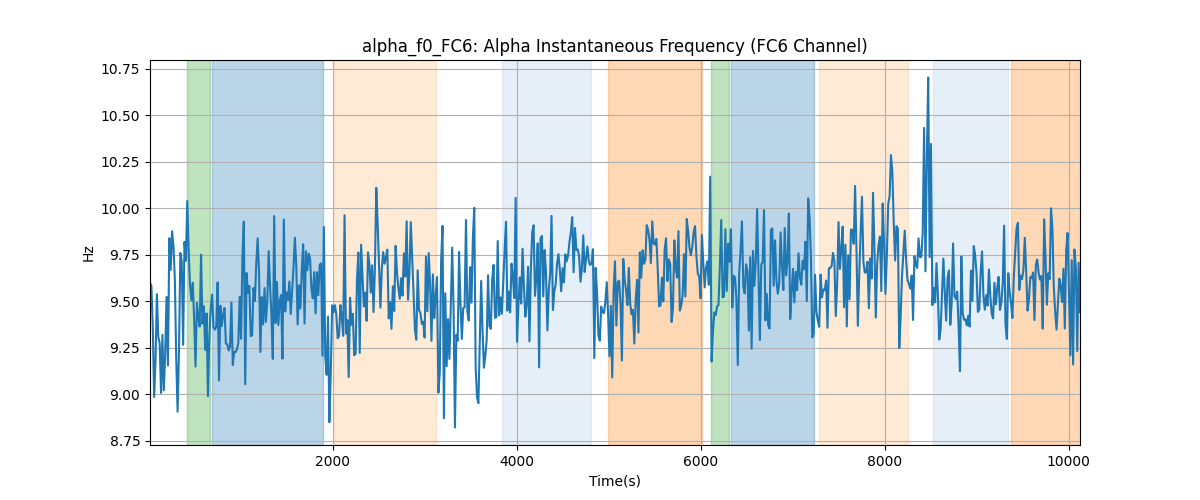 alpha_f0_FC6: Alpha Instantaneous Frequency (FC6 Channel)
10.75
10.50
10.25
10.00
9.75
9.50
9.25
9.00
8.75
Hz
2000 4000 6000 8000 10000
Time(s)